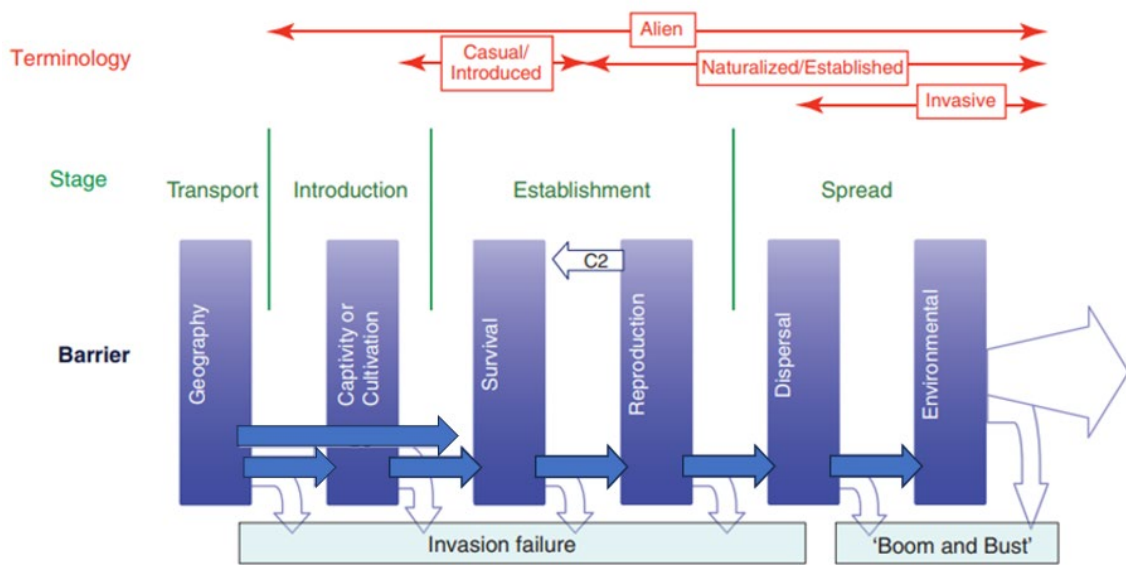 Alien
Terminology
Casual/
Introduced
Naturalized/Established
Invasive
Stage
Transport
Introduction
Establishment
Spread
C2
Barrier
Geography
Captivity or
Cultivation
Survival
Reproduction
Dispersal
Environmental
Invasion failure
'Boom and Bust'